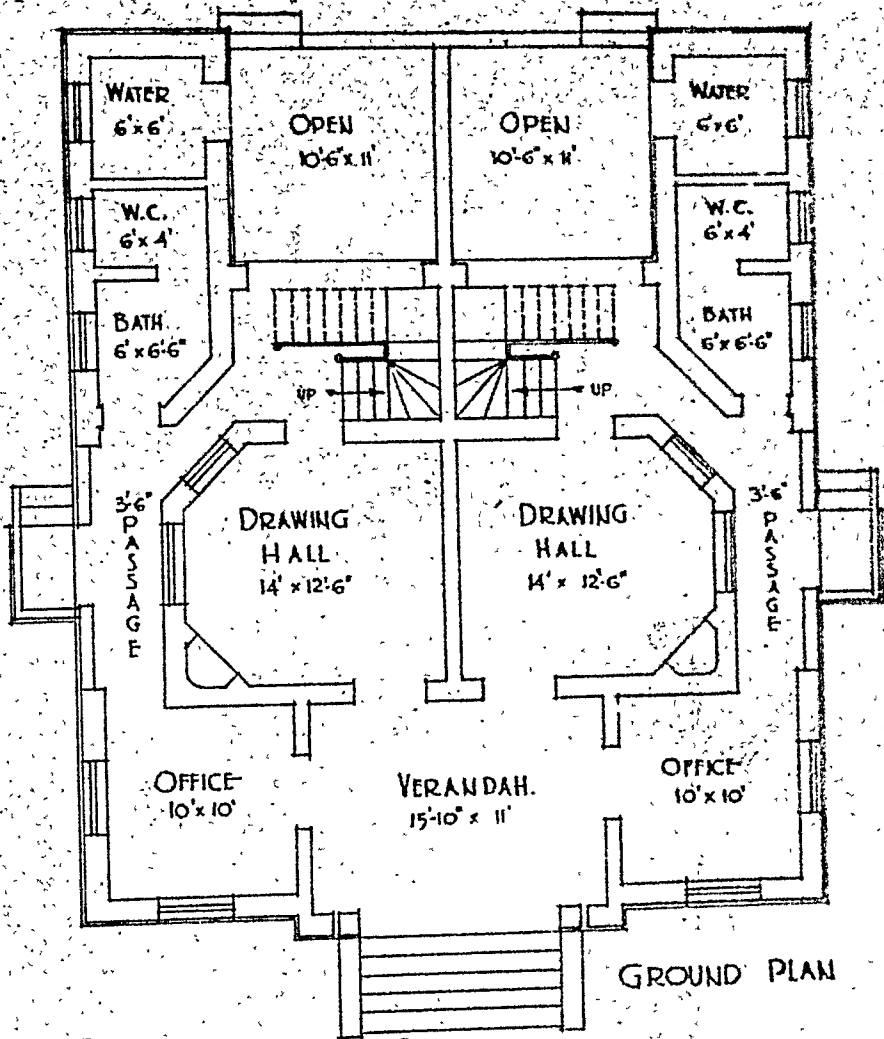 WATER
6' x 6'
OPEN
10'-6" x 11'
OPEN
10'-6" x 11'
WATER
6' x 6'
W.C.
6' x 4'
W.C.
6' x 4'
BATH
6' x 6'-6"
BATH
6' x 6'-6"
UP
UP
3'-6"
PASSAGE
DRAWING
HALL
14' x 12'-6"
DRAWING
HALL
14' x 12'-6"
3'-6"
PASSAGE
OFFICE
10' x 10'
VERANDAH.
15'-10" x 11'
OFFICE
10' x 10'
GROUND PLAN